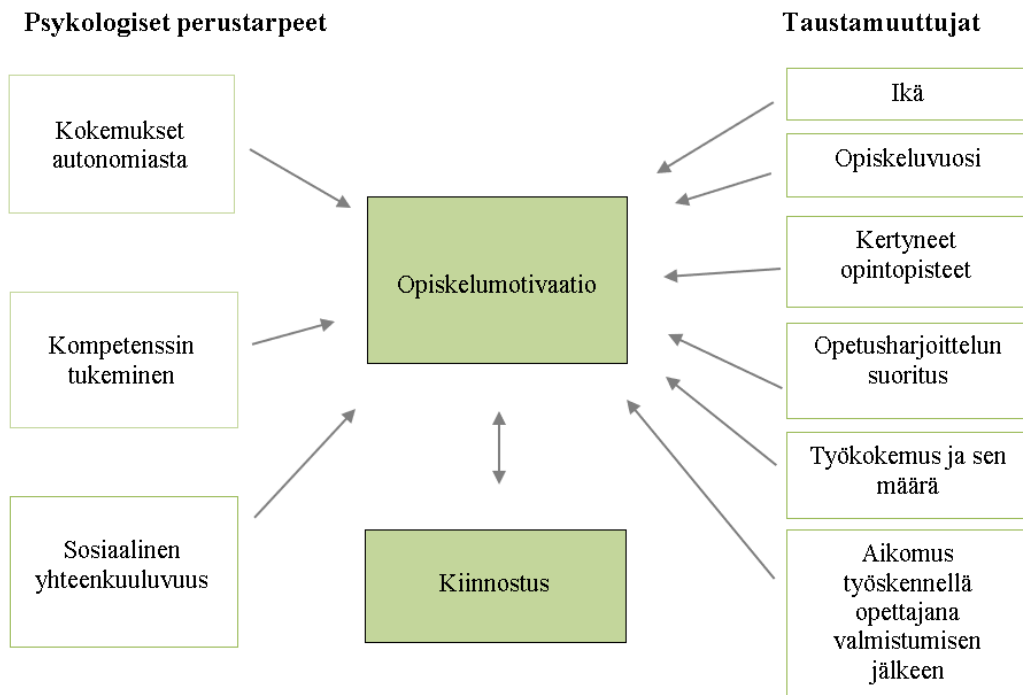 Psykologiset perustarpeet
Kokemukset
autonomiasta
Kompetenssin
tukeminen
Sosiaalinen
yhteenkuuluvuus
Opiskelumotivaatio
Kiinnostus
Taustamuuttujat
Ikä
Opiskeluvuosi
Kertyneet
opintopisteet
Opetusharjoittelun
suoritus
Työkokemus ja sen
määrä
Aikomus
työskennellä
opettajana
valmistumisen
jälkeen